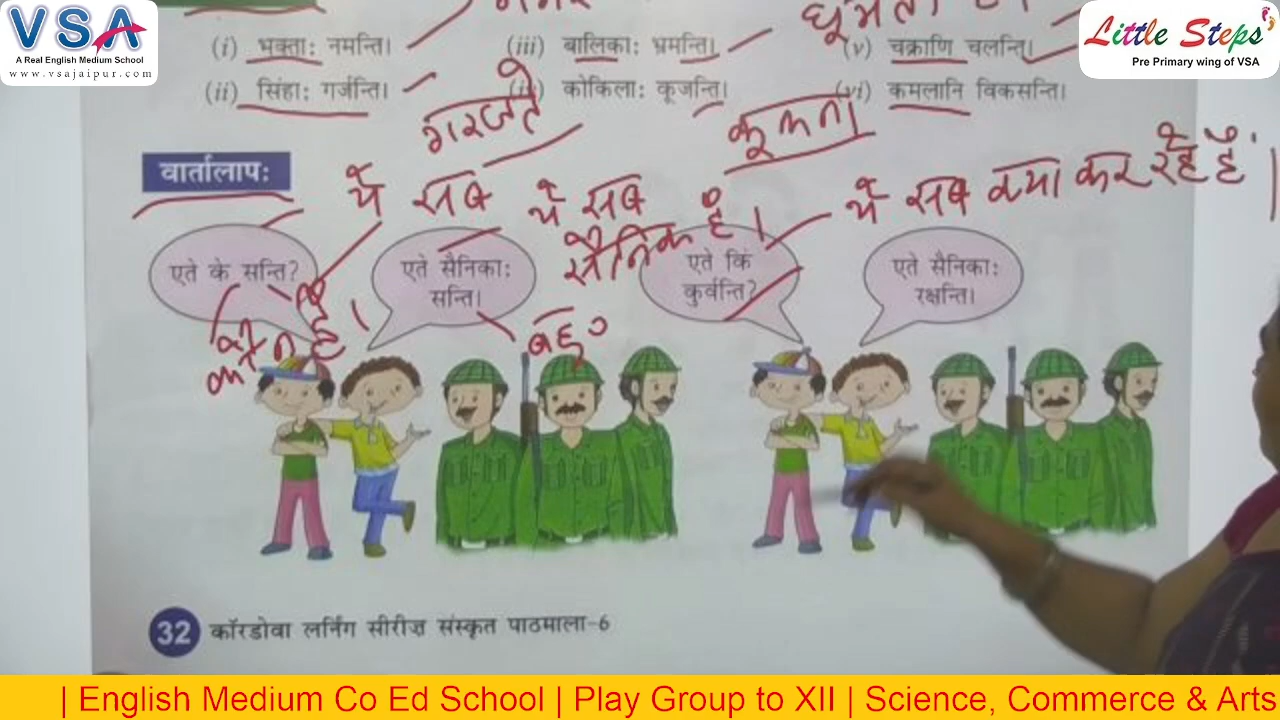 VSA
A Real English Medium School
www.vsajaipur.com
Little Steps
Pre Primary wing of VSA
(i) भक्ताः नमन्ति। (iii) बालिकाः भ्रमन्ति। (v) चक्राणि चलन्ति।
(ii) सिंहाः गर्जन्ति। कोकिलाः कूजन्ति। (vi) कमलानि विकसन्ति।
गरजते
वार्तालापः
ये सब
कौन हैं।
ये सब
सैनिक हैं।
ये सब क्या कर रहे हैं।
एते के सन्ति?
एते सैनिकाः
सन्ति।
बहु०
एते किं
कुर्वन्ति?
एते सैनिकाः
रक्षन्ति।
32 कॉरडोवा लर्निंग सीरीज़ संस्कृत पाठमाला-6
| English Medium Co Ed School | Play Group to XII | Science, Commerce & Arts